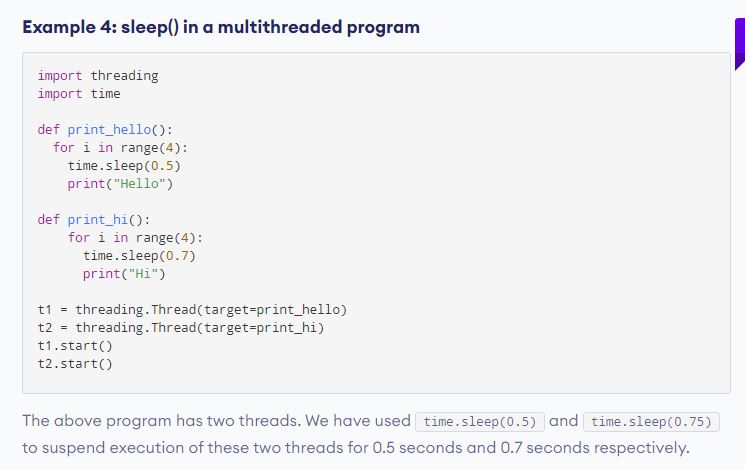 Example 4: sleep() in a multithreaded program
import threading
import time
def print_hello():
  for i in range(4):
    time.sleep(0.5)
    print("Hello")
def print_hi():
    for i in range(4):
      time.sleep(0.7)
      print("Hi")
t1 = threading.Thread(target=print_hello)
t2 = threading.Thread(target=print_hi)
t1.start()
t2.start()
The above program has two threads. We have used time.sleep(0.5) and time.sleep(0.75)
to suspend execution of these two threads for 0.5 seconds and 0.7 seconds respectively.